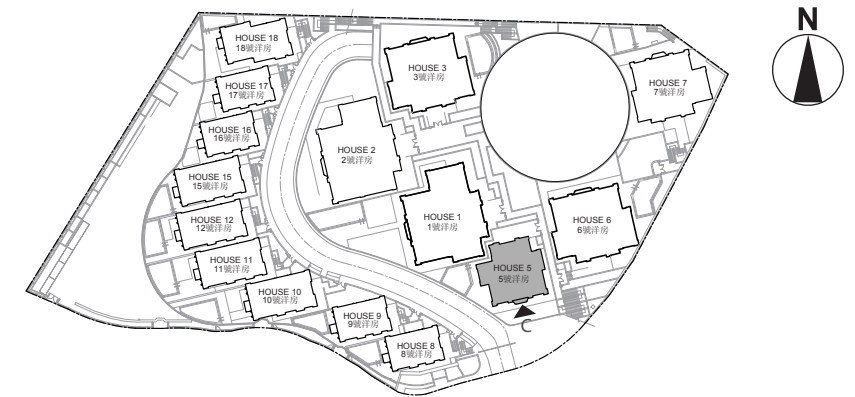 N
HOUSE 18
18號洋房
HOUSE 17
17號洋房
HOUSE 16
16號洋房
HOUSE 15
15號洋房
HOUSE 12
12號洋房
HOUSE 11
11號洋房
HOUSE 10
10號洋房
HOUSE 9
9號洋房
HOUSE 8
8號洋房
HOUSE 3
3號洋房
HOUSE 2
2號洋房
HOUSE 1
1號洋房
HOUSE 7
7號洋房
HOUSE 6
6號洋房
HOUSE 5
5號洋房
C